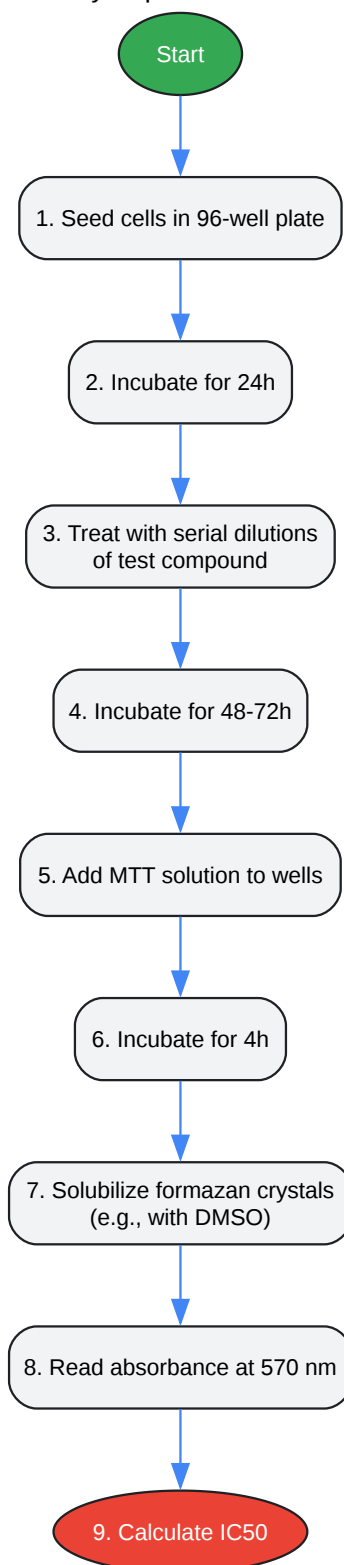 Start
1. Seed cells in 96-well plate
2. Incubate for 24h
3. Treat with serial dilutions
of test compound
4. Incubate for 48-72h
5. Add MTT solution to wells
6. Incubate for 4h
7. Solubilize formazan crystals
(e.g., with DMSO)
8. Read absorbance at 570 nm
9. Calculate IC50